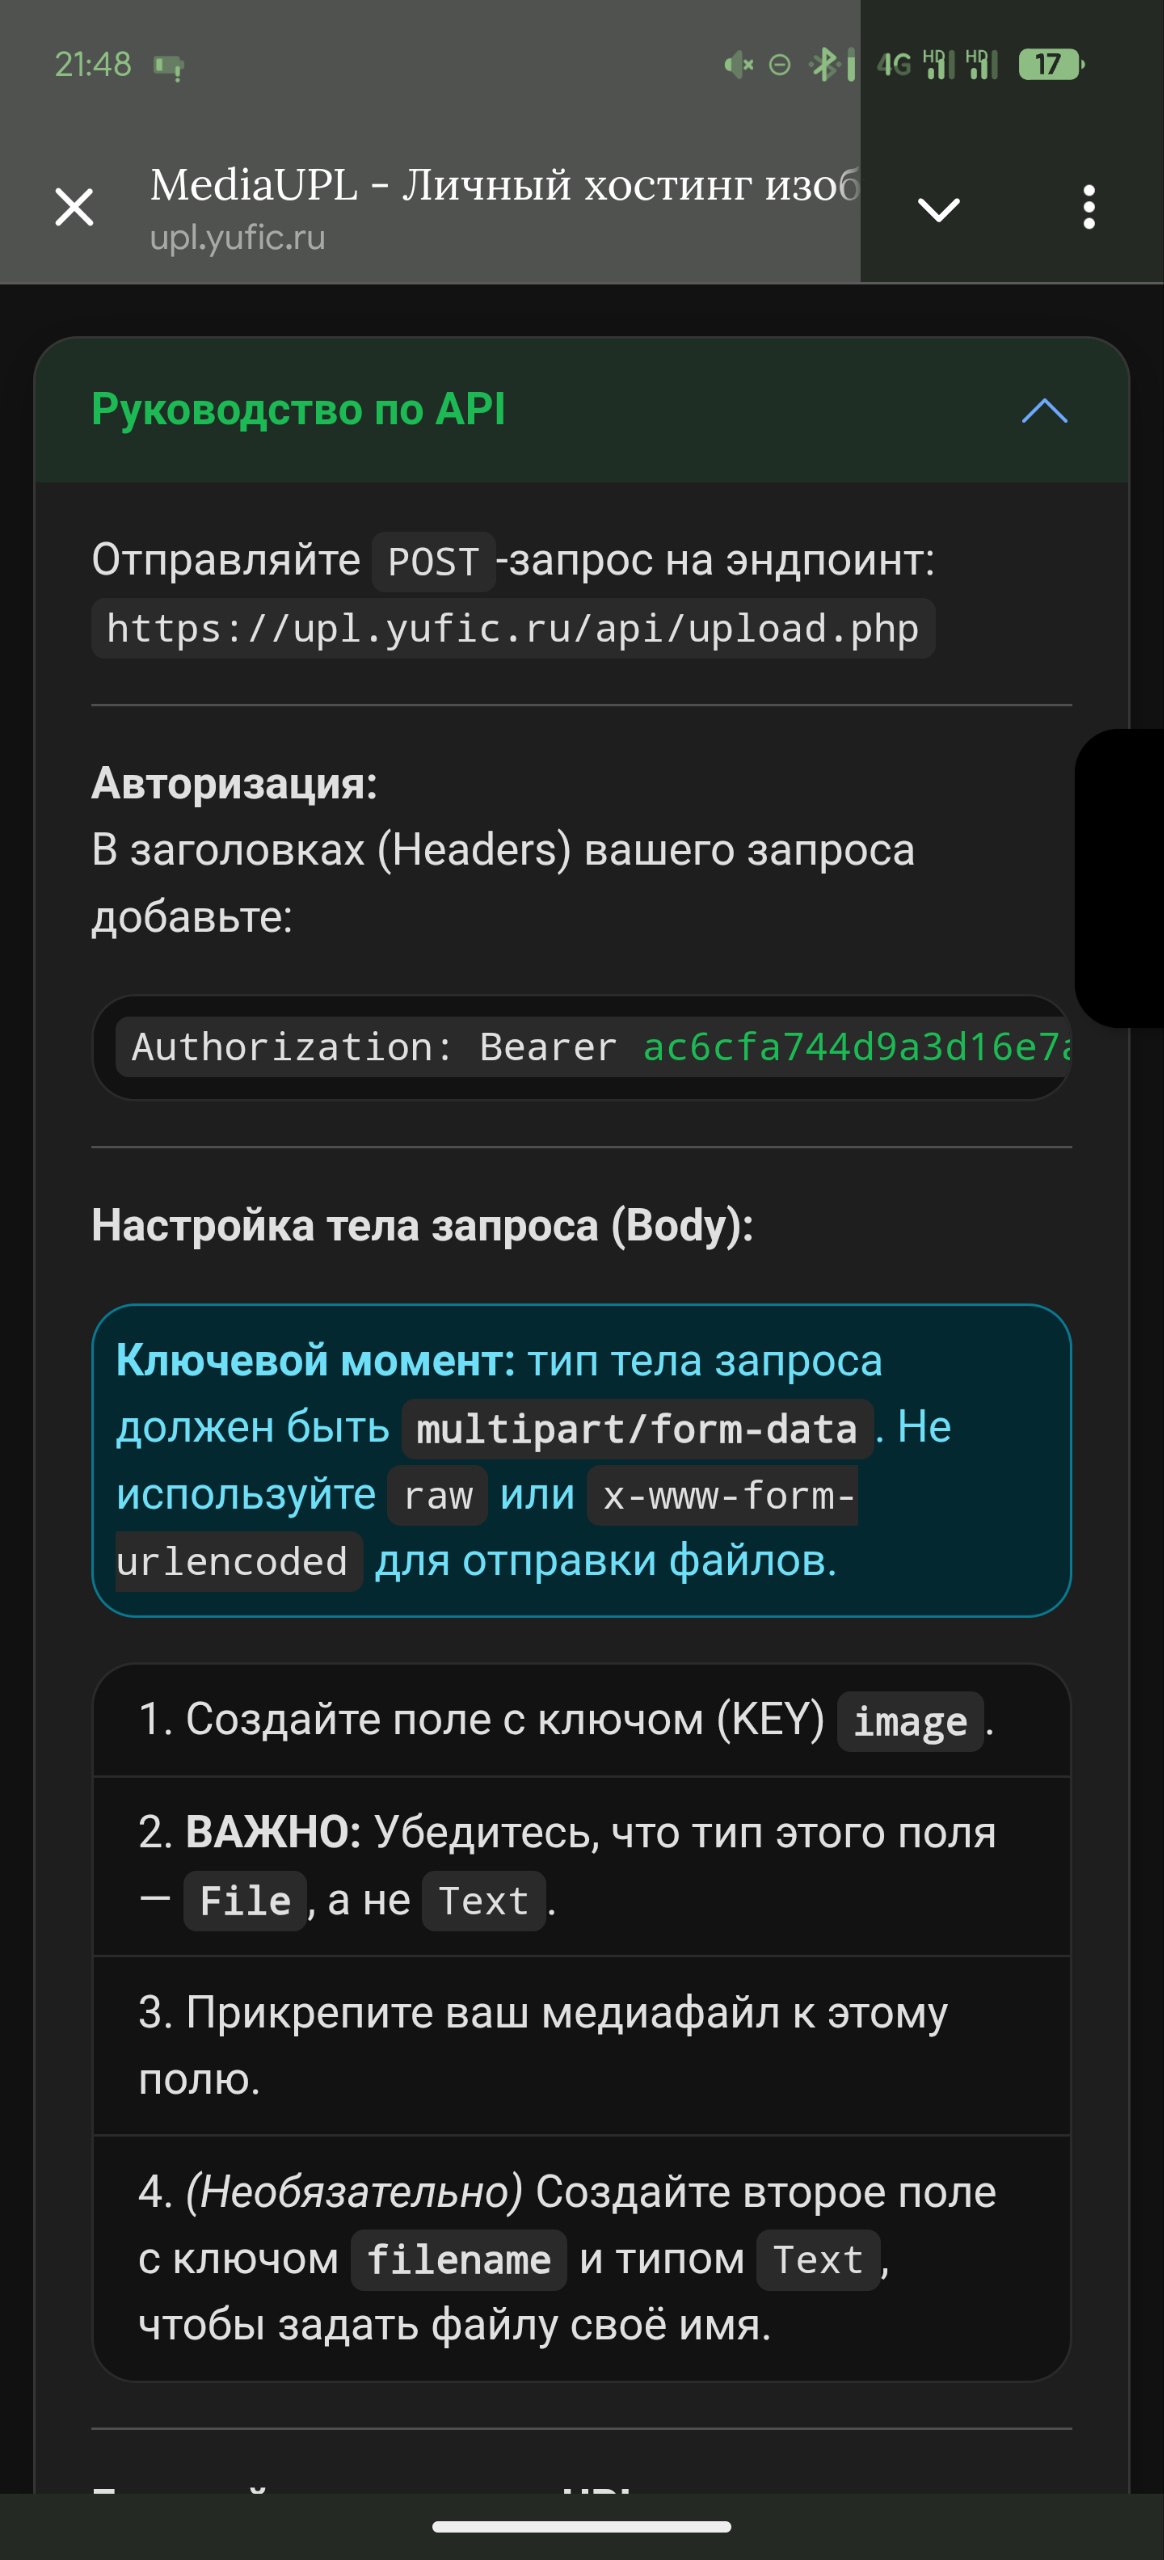 21:48
4G HD HD 17
MediaUPL - Личный хостинг изоб
upl.yufic.ru
Руководство по API
Отправляйте POST-запрос на эндпоинт:
https://upl.yufic.ru/api/upload.php
Авторизация:
В заголовках (Headers) вашего запроса
добавьте:
Authorization: Bearer ac6cfa744d9a3d16e7a
Настройка тела запроса (Body):
Ключевой момент: тип тела запроса
должен быть multipart/form-data. Не
используйте raw или x-www-form-
urlencoded для отправки файлов.
1. Создайте поле с ключом (KEY) image.
2. ВАЖНО: Убедитесь, что тип этого поля
— File, а не Text.
3. Прикрепите ваш медиафайл к этому
полю.
4. (Необязательно) Создайте второе поле
с ключом filename и типом Text,
чтобы задать файлу своё имя.